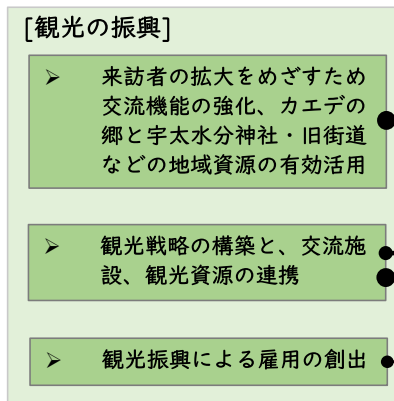 [観光の振興]
➢ 来訪者の拡大をめざすため
交流機能の強化、カエデの
郷と宇太水分神社・旧街道
などの地域資源の有効活用
➢ 観光戦略の構築と、交流施
設、観光資源の連携
➢ 観光振興による雇用の創出